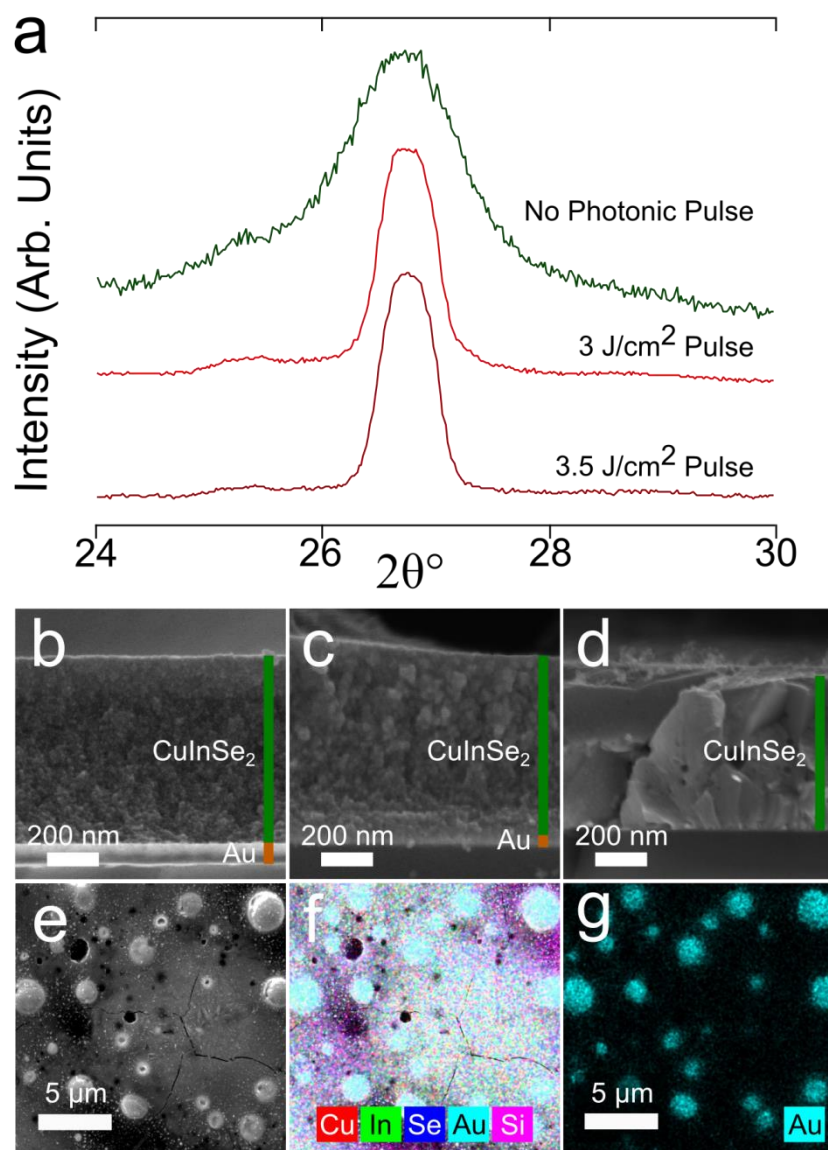 a
Intensity (Arb. Units)
No Photonic Pulse
3 J/cm² Pulse
3.5 J/cm² Pulse
24 26 28 30
2θ°
b c d
CuInSe₂ CuInSe₂ CuInSe₂
Au Au
200 nm 200 nm 200 nm
e f g
5 µm Cu In Se Au Si 5 µm Au